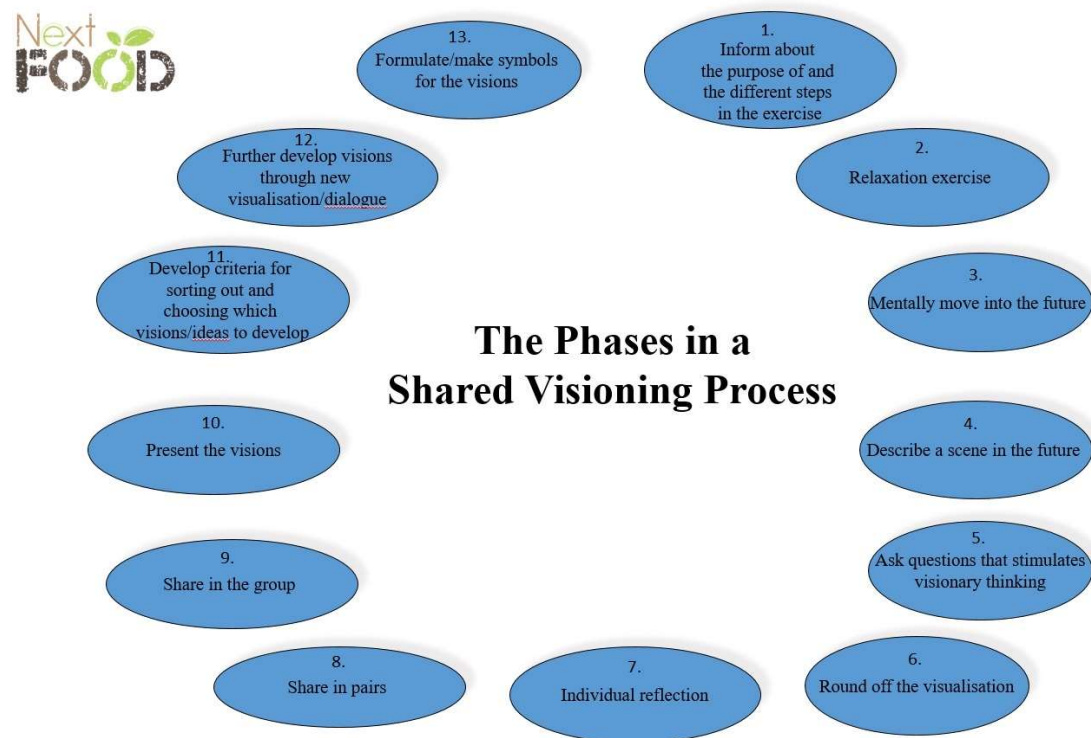 Next
FOOD
The Phases in a
Shared Visioning Process
1.
Inform about
the purpose of and
the different steps
in the exercise
2.
Relaxation exercise
3.
Mentally move into the future
4.
Describe a scene in the future
5.
Ask questions that stimulates
visionary thinking
6.
Round off the visualisation
7.
Individual reflection
8.
Share in pairs
9.
Share in the group
10.
Present the visions
11.
Develop criteria for
sorting out and
choosing which
visions/ideas to develop
12.
Further develop visions
through new
visualisation/dialogue
13.
Formulate/make symbols
for the visions